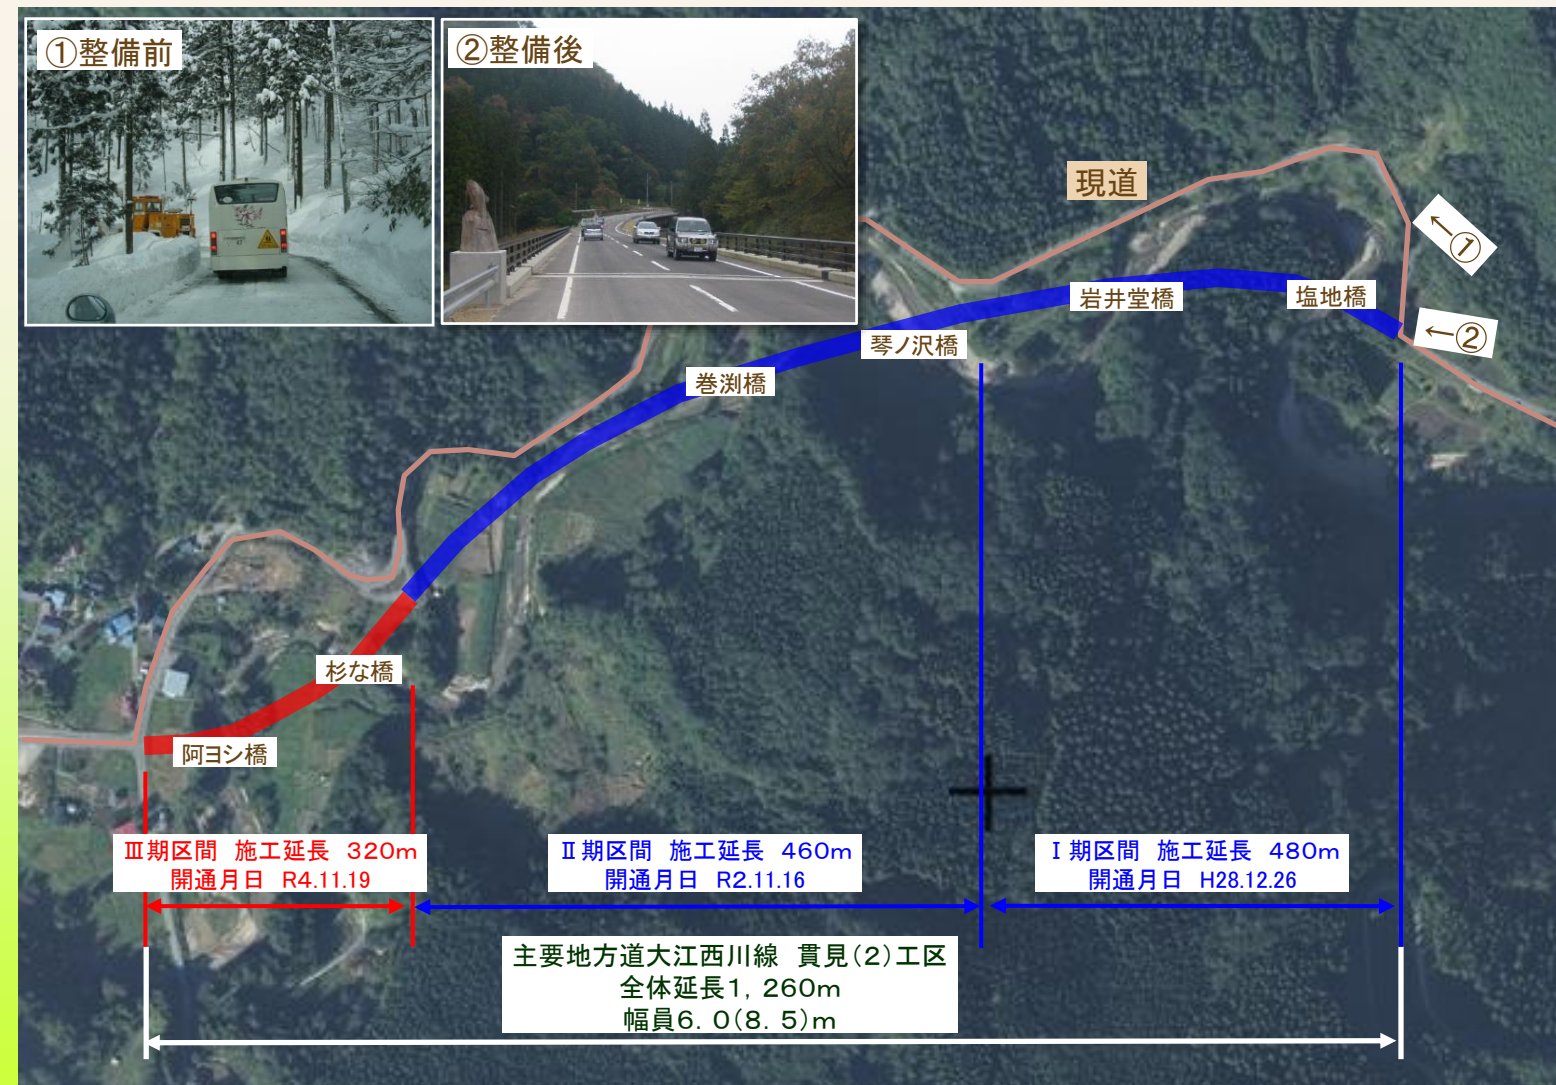 ①整備前
②整備後
現道
←①
←②
塩地橋
岩井堂橋
琴ノ沢橋
巻渕橋
杉な橋
阿ヨシ橋
Ⅲ期区間 施工延長 320m
開通月日 R4.11.19
Ⅱ期区間 施工延長 460m
開通月日 R2.11.16
Ⅰ期区間 施工延長 480m
開通月日 H28.12.26
主要地方道大江西川線 貫見(2)工区
全体延長1,260m
幅員6.0(8.5)m